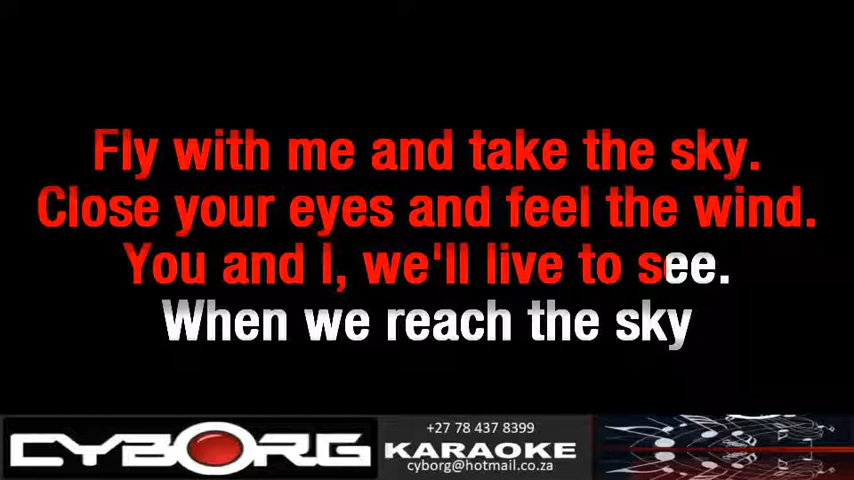 Fly with me and take the sky.
Close your eyes and feel the wind.
You and I, we'll live to see.
When we reach the sky
CYBORG
+27 78 437 8399
KARAOKE
cyborg@hotmail.co.za